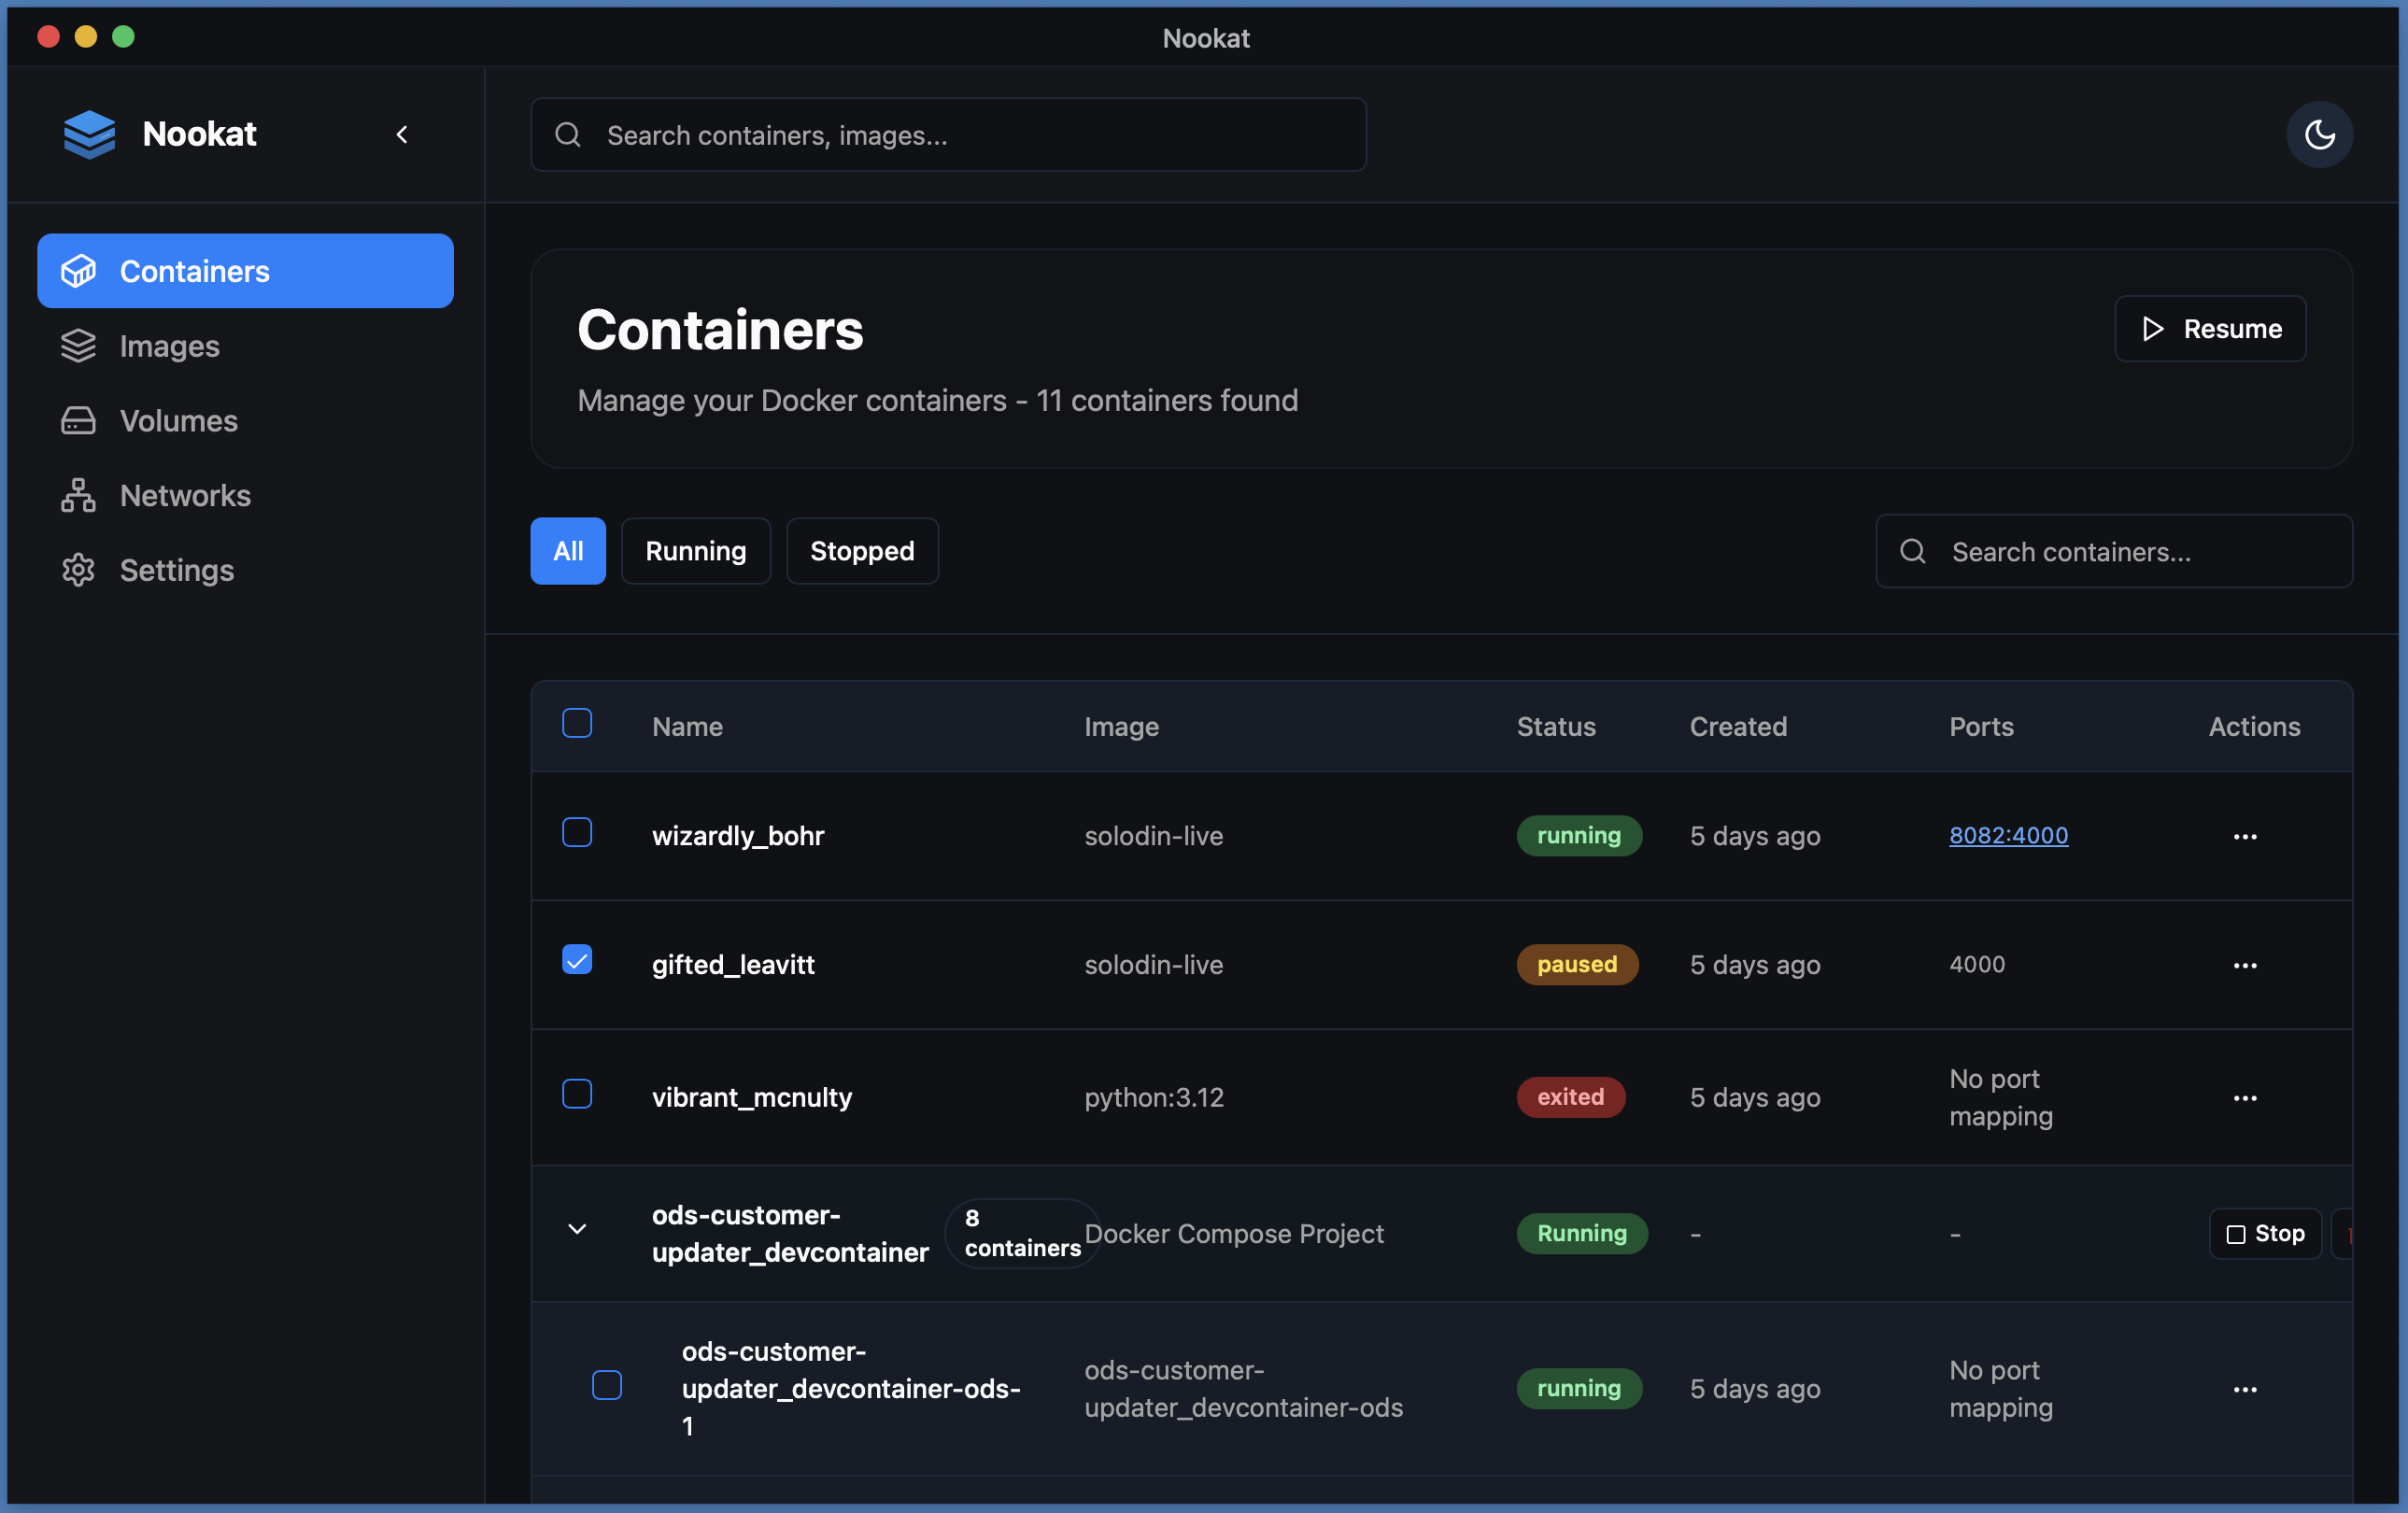 Nookat
Nookat
Search containers, images...
Containers
Images
Volumes
Networks
Settings
Containers
Manage your Docker containers - 11 containers found
Resume
All
Running
Stopped
Search containers...
Name
Image
Status
Created
Ports
Actions
wizardly_bohr
solodin-live
running
5 days ago
8082:4000
gifted_leavitt
solodin-live
paused
5 days ago
4000
vibrant_mcnulty
python:3.12
exited
5 days ago
No port
mapping
ods-customer-
updater_devcontainer
8
containers
Docker Compose Project
Running
-
-
Stop
ods-customer-
updater_devcontainer-ods-
1
ods-customer-
updater_devcontainer-ods
running
5 days ago
No port
mapping